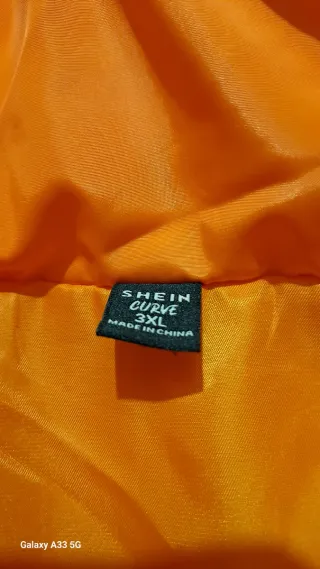 SHEIN
CURVE
3XL
MADE IN CHINA
Galaxy A33 5G